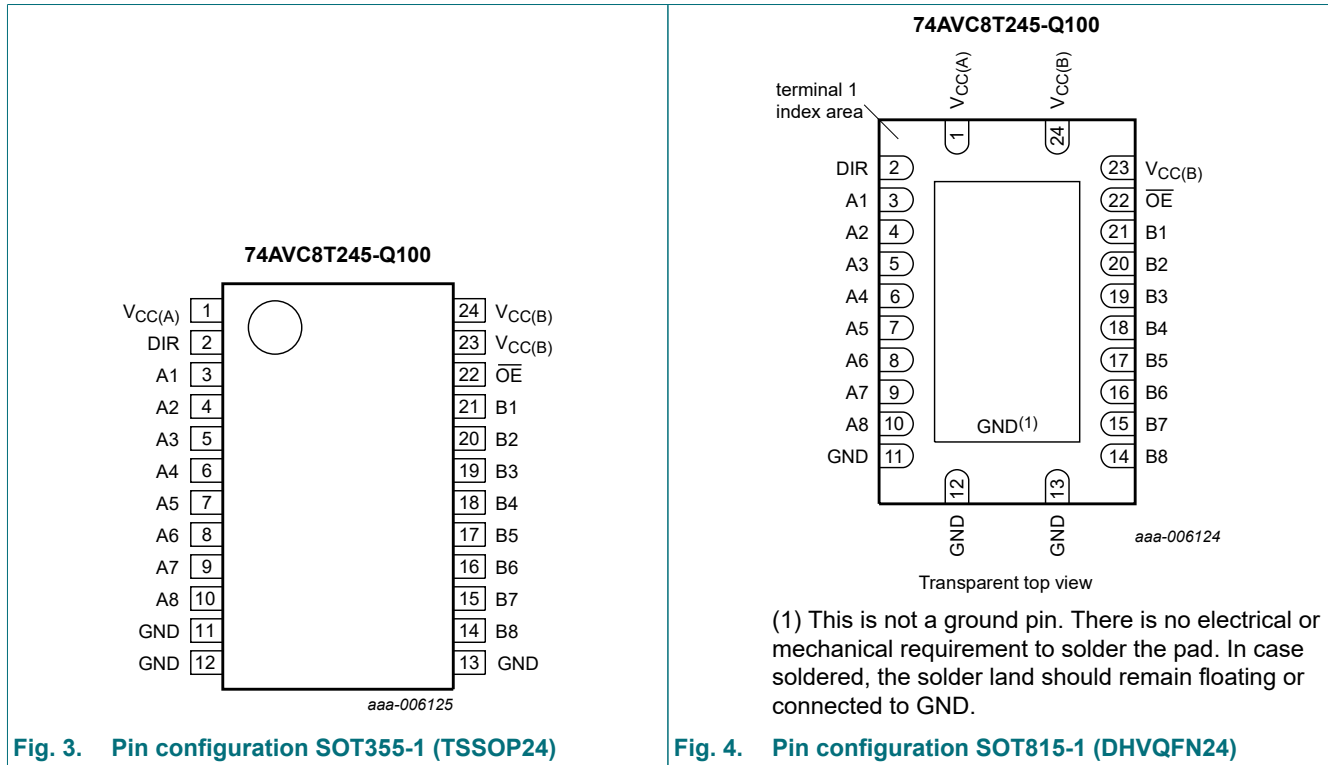 74AVC8T245-Q100
VCC(A) 1
DIR 2
A1 3
A2 4
A3 5
A4 6
A5 7
A6 8
A7 9
A8 10
GND 11
GND 12
24 VCC(B)
23 VCC(B)
22 OE
21 B1
20 B2
19 B3
18 B4
17 B5
16 B6
15 B7
14 B8
13 GND
aaa-006125
Fig. 3. Pin configuration SOT355-1 (TSSOP24)
74AVC8T245-Q100
terminal 1
index area
VCC(A)
1
VCC(B)
24
DIR 2
A1 3
A2 4
A3 5
A4 6
A5 7
A6 8
A7 9
A8 10
GND 11
23 VCC(B)
22 OE
21 B1
20 B2
19 B3
18 B4
17 B5
16 B6
15 B7
14 B8
GND(1)
12
GND
13
GND
aaa-006124
Transparent top view
(1) This is not a ground pin. There is no electrical or
mechanical requirement to solder the pad. In case
soldered, the solder land should remain floating or
connected to GND.
Fig. 4. Pin configuration SOT815-1 (DHVQFN24)